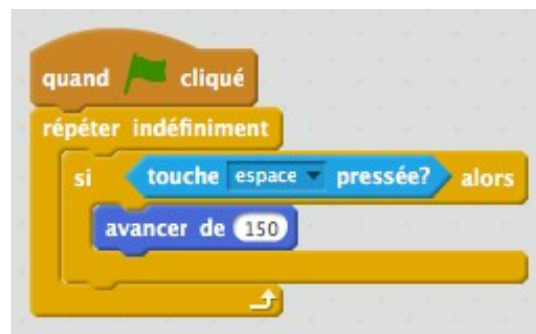 quand cliqué
répéter indéfiniment
si touche espace pressée? alors
avancer de 150